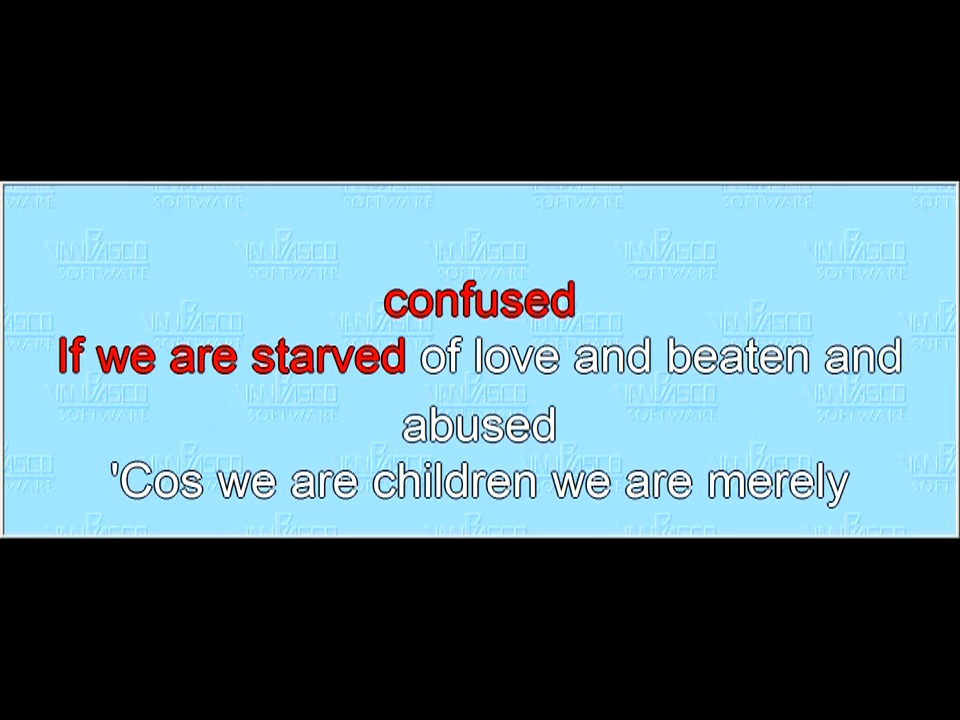 confused
If we are starved of love and beaten and
abused
'Cos we are children we are merely